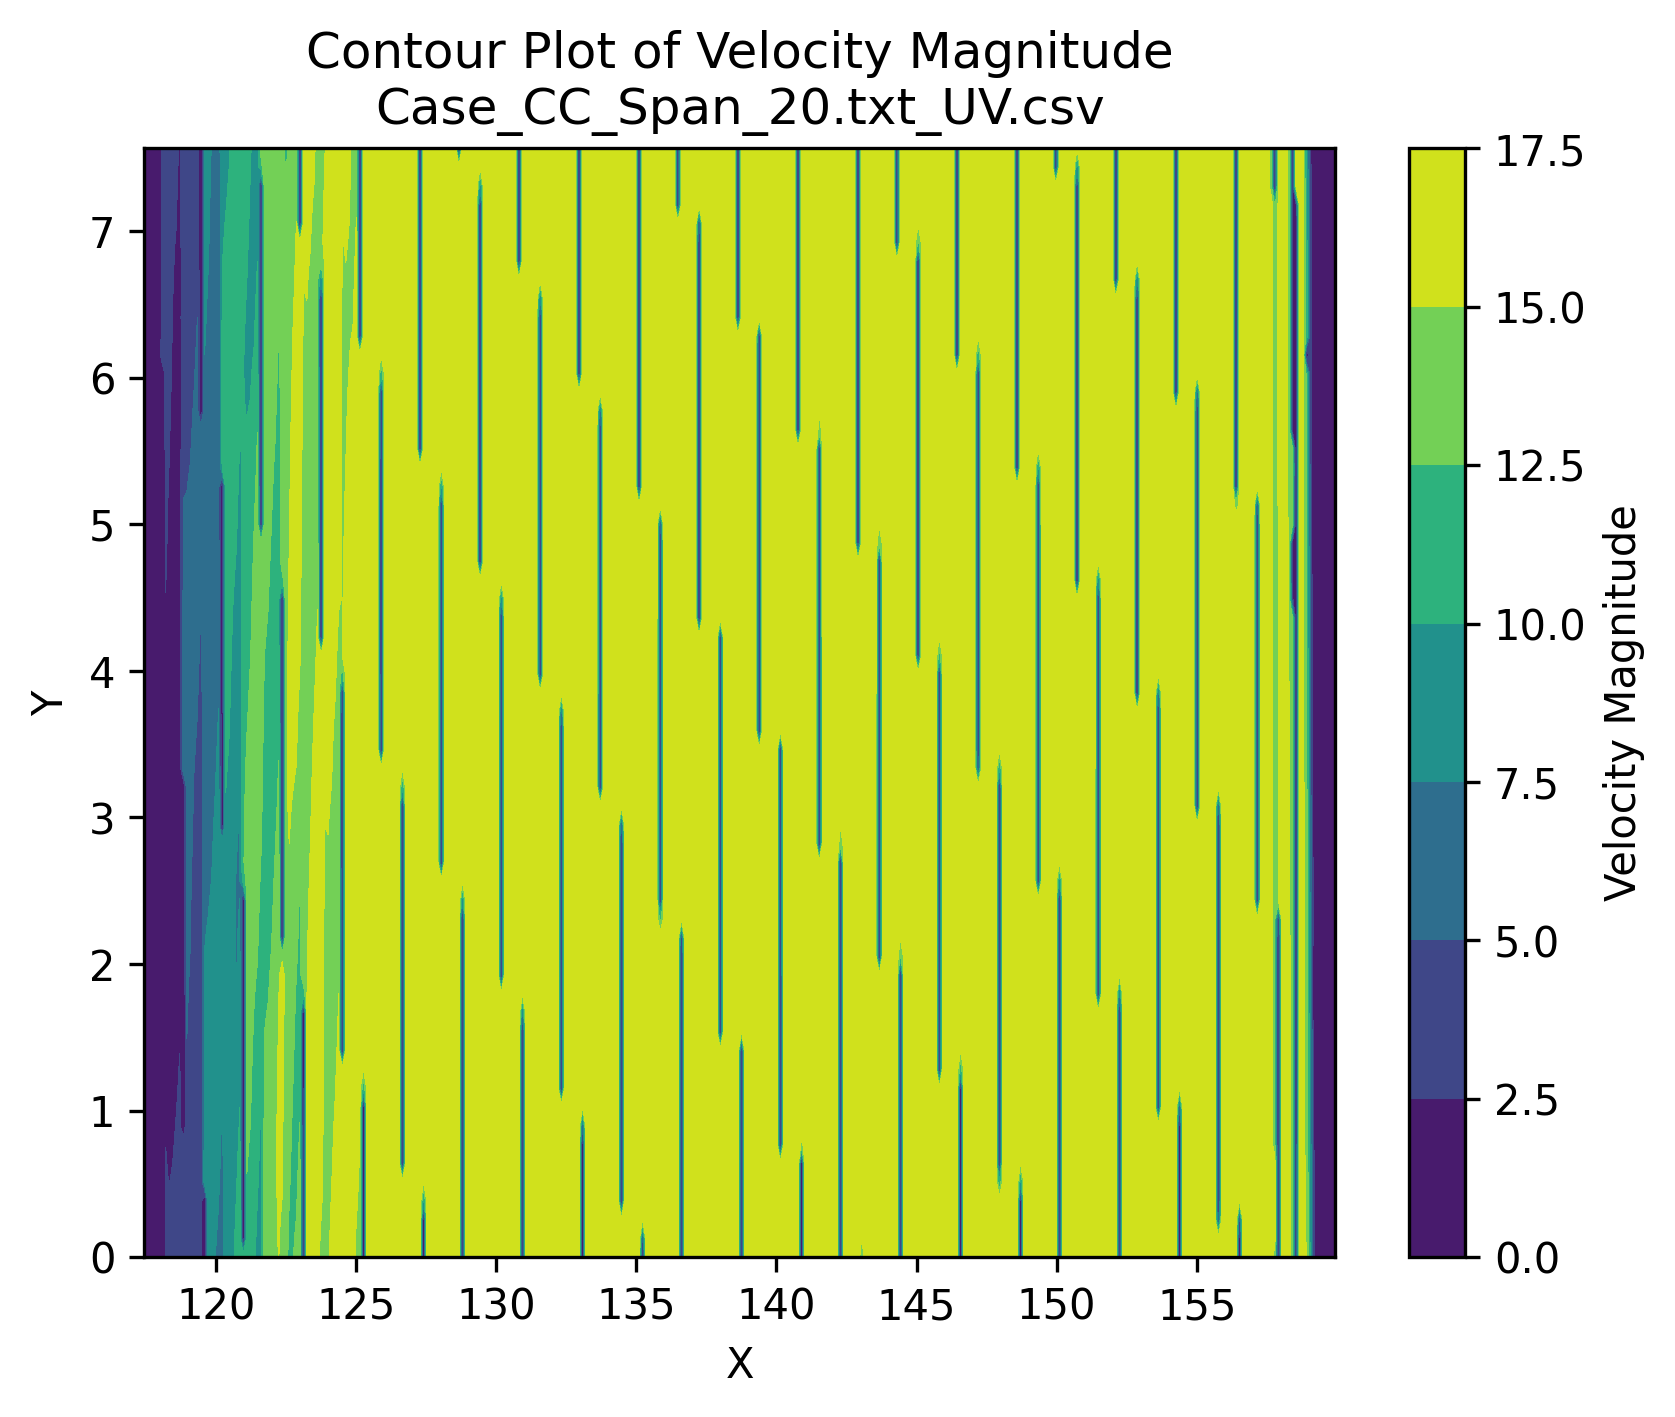 Contour Plot of Velocity Magnitude
Case_CC_Span_20.txt_UV.csv
7
6
5
4
3
2
1
0
Y
120 125 130 135 140 145 150 155
X
17.5
15.0
12.5
10.0
7.5
5.0
2.5
0.0
Velocity Magnitude